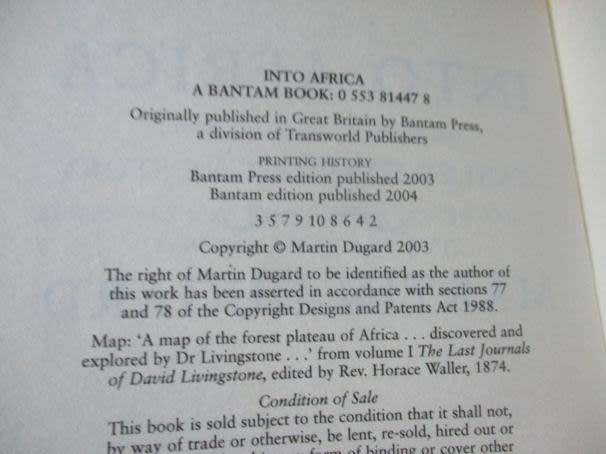 INTO AFRICA
A BANTAM BOOK: 0 553 81447 8
Originally published in Great Britain by Bantam Press,
a division of Transworld Publishers
PRINTING HISTORY
Bantam Press edition published 2003
Bantam edition published 2004
3 5 7 9 10 8 6 4 2
Copyright © Martin Dugard 2003
The right of Martin Dugard to be identified as the author of
this work has been asserted in accordance with sections 77
and 78 of the Copyright Designs and Patents Act 1988.
Map: ‘A map of the forest plateau of Africa . . . discovered and
explored by Dr Livingstone . . .’ from volume I The Last Journals
of David Livingstone, edited by Rev. Horace Waller, 1874.
Condition of Sale
This book is sold subject to the condition that it shall not,
by way of trade or otherwise, be lent, re-sold, hired out or
form of binding or cover other